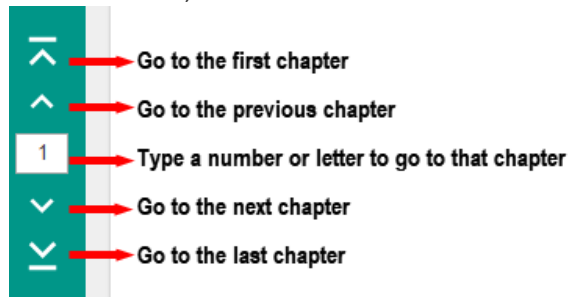 Go to the first chapter
Go to the previous chapter
1
Type a number or letter to go to that chapter
Go to the next chapter
Go to the last chapter